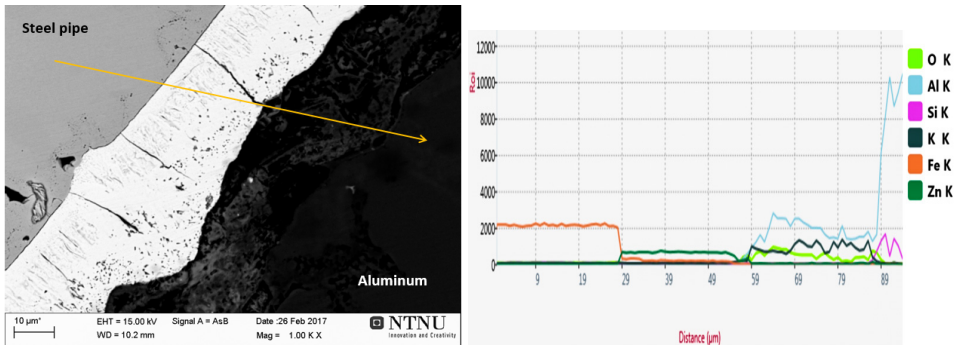 Steel pipe
Aluminum
10 µm*
EHT = 15.00 kV
WD = 10.2 mm
Signal A = AsB
Date :26 Feb 2017
Mag = 1.00 K X
NTNU
Innovation and Creativity
Roi
12000
10000
8000
6000
4000
2000
0
9
19
29
39
49
59
69
79
89
Distance (µm)
O K
Al K
Si K
K K
Fe K
Zn K